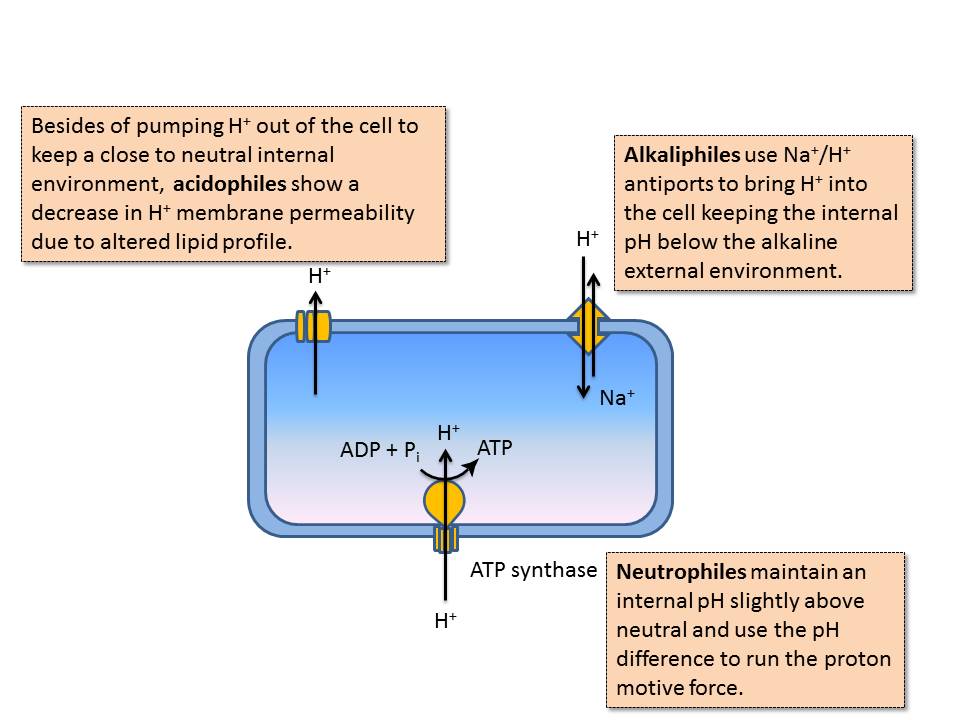 Besides of pumping H⁺ out of the cell to
keep a close to neutral internal
environment, acidophiles show a
decrease in H⁺ membrane permeability
due to altered lipid profile.
Alkaliphiles use Na⁺/H⁺
antiports to bring H⁺ into
the cell keeping the internal
pH below the alkaline
external environment.
H⁺
H⁺
Na⁺
H⁺
ADP + Pᵢ
ATP
ATP synthase
H⁺
Neutrophiles maintain an
internal pH slightly above
neutral and use the pH
difference to run the proton
motive force.